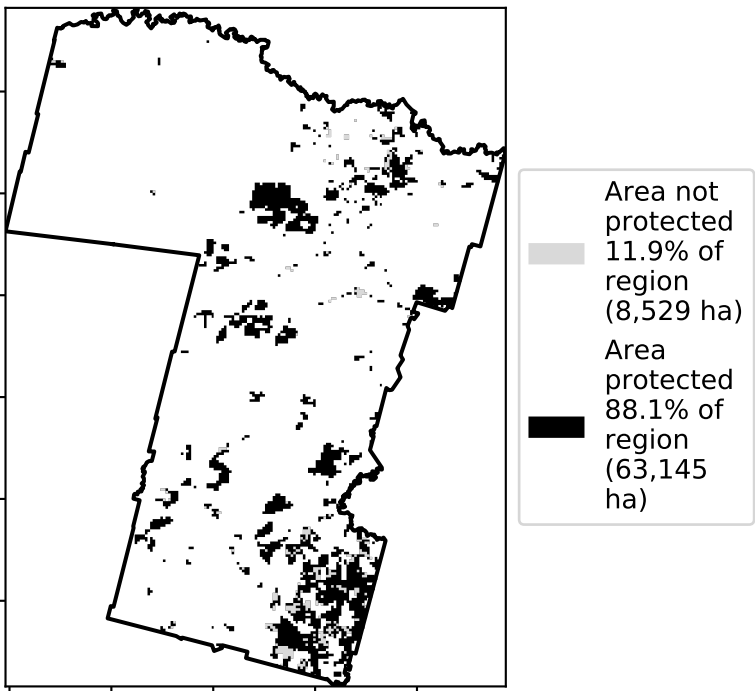 Area not
protected
11.9% of
region
(8,529 ha)
Area
protected
88.1% of
region
(63,145
ha)